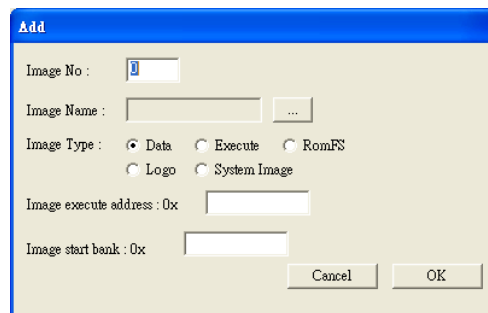 Add
Image No : 0
Image Name : ...
Image Type : Data Execute RomFS
Logo System Image
Image execute address : 0x
Image start bank : 0x
Cancel OK